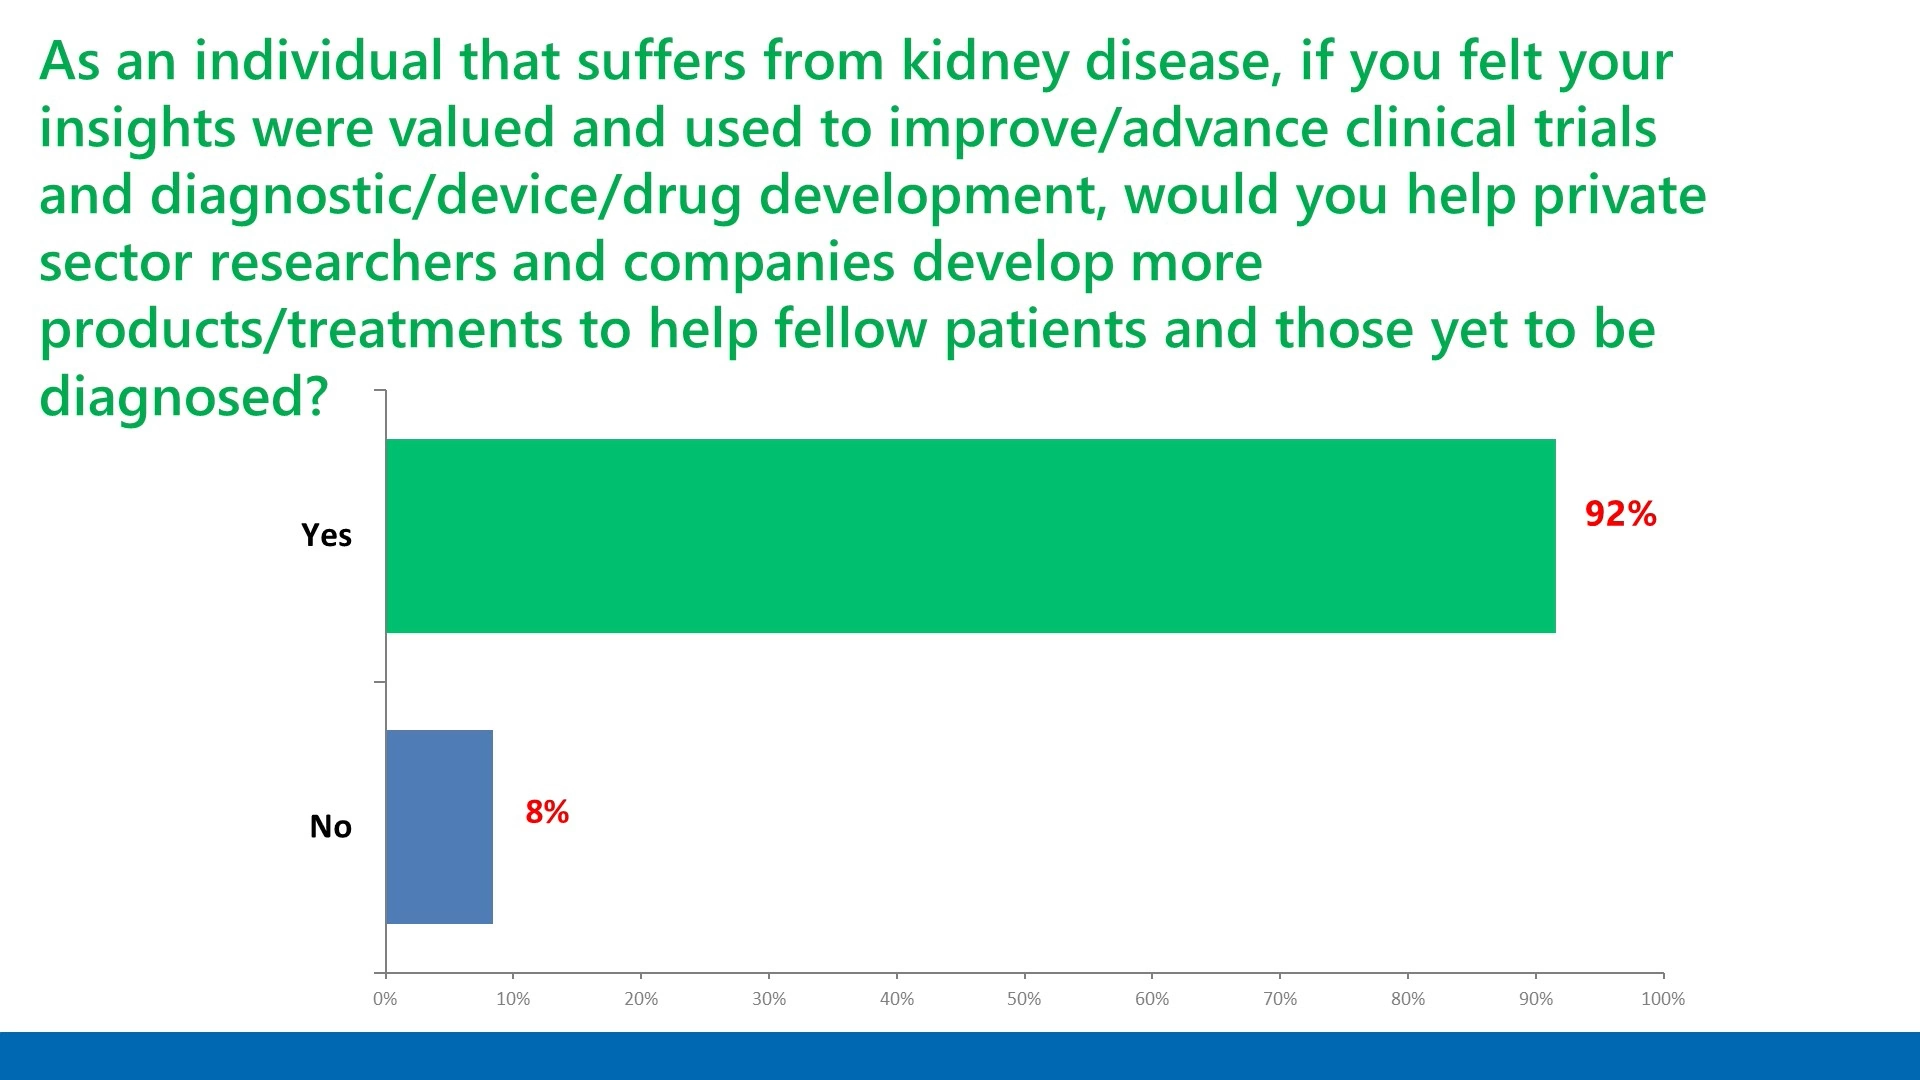 As an individual that suffers from kidney disease, if you felt your
insights were valued and used to improve/advance clinical trials
and diagnostic/device/drug development, would you help private
sector researchers and companies develop more
products/treatments to help fellow patients and those yet to be
diagnosed?
Yes
92%
No
8%
0% 10% 20% 30% 40% 50% 60% 70% 80% 90% 100%